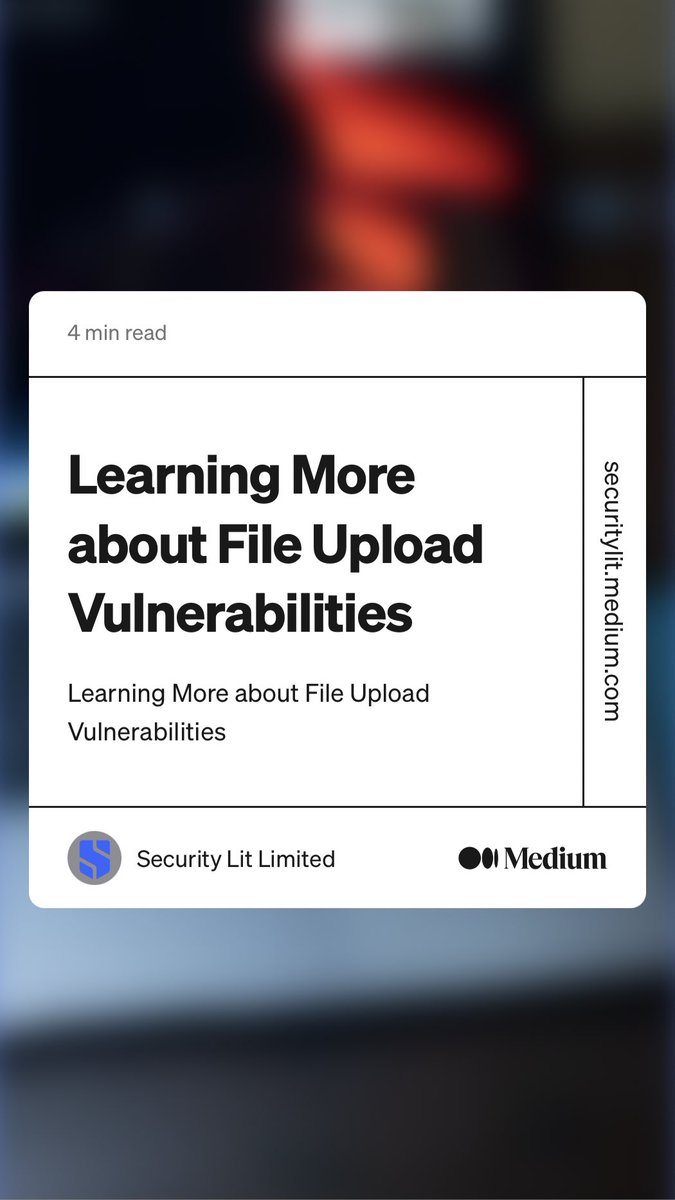 4 min read
Learning More
about File Upload
Vulnerabilities
Learning More about File Upload
Vulnerabilities
securitylit.medium.com
Security Lit Limited
Medium